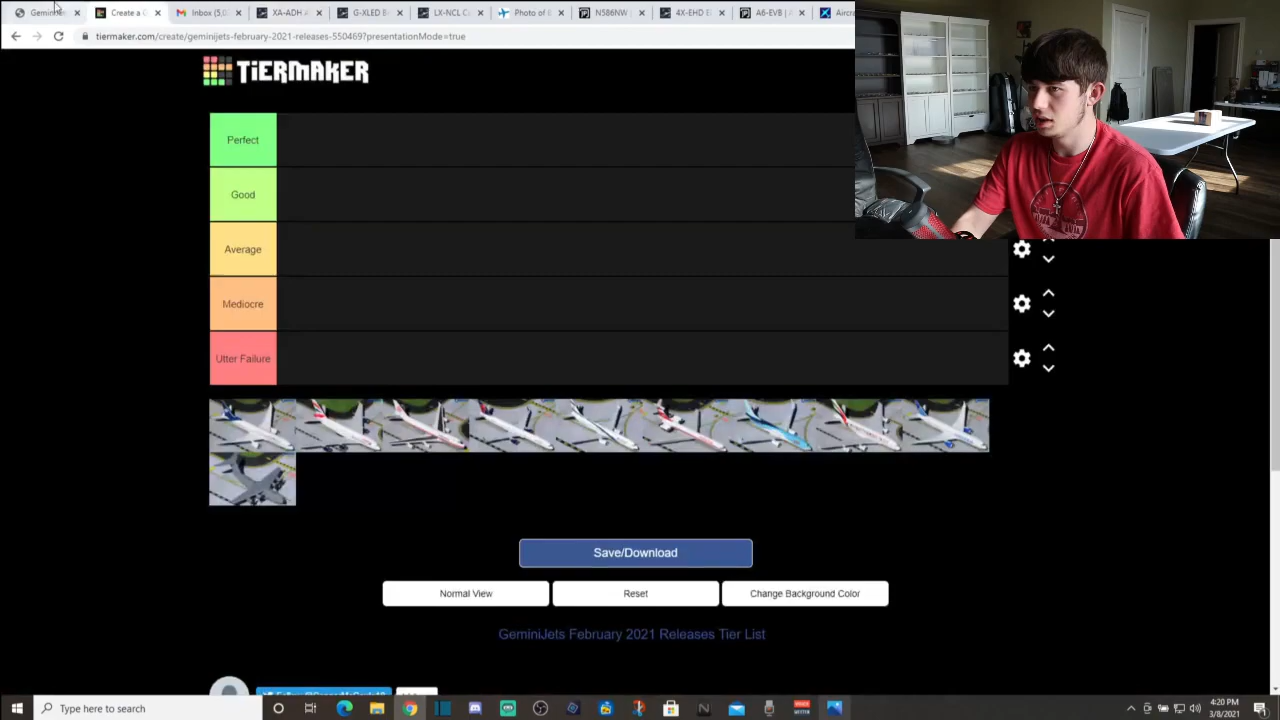 Create a G
Inbox (5,0
XA-ADH A
G-XLED B
LX-NCL C
Photo of B
N586NW |
4X-EHD E
A6-EVB | A
Aircra
tiermaker.com/create/geminijets-february-2021-releases-550469?presentationMode=true
TIERMAKER
Perfect
Good
Average
Mediocre
Utter Failure
Save/Download
Normal View
Reset
Change Background Color
GeminiJets February 2021 Releases Tier List
Type here to search
4:20 PM
3/8/2021